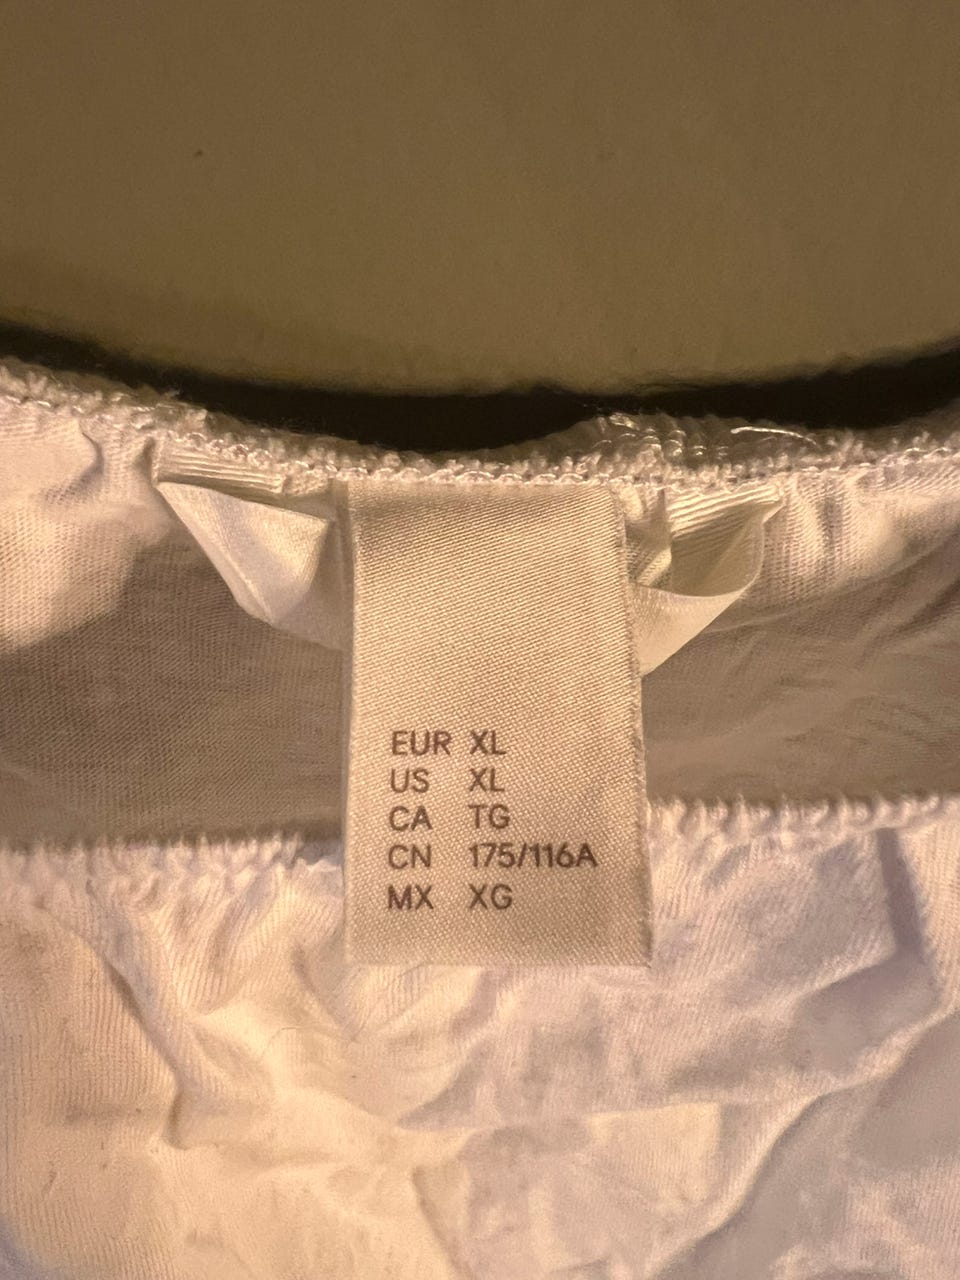 EUR XL
US XL
CA TG
CN 175/116A
MX XG